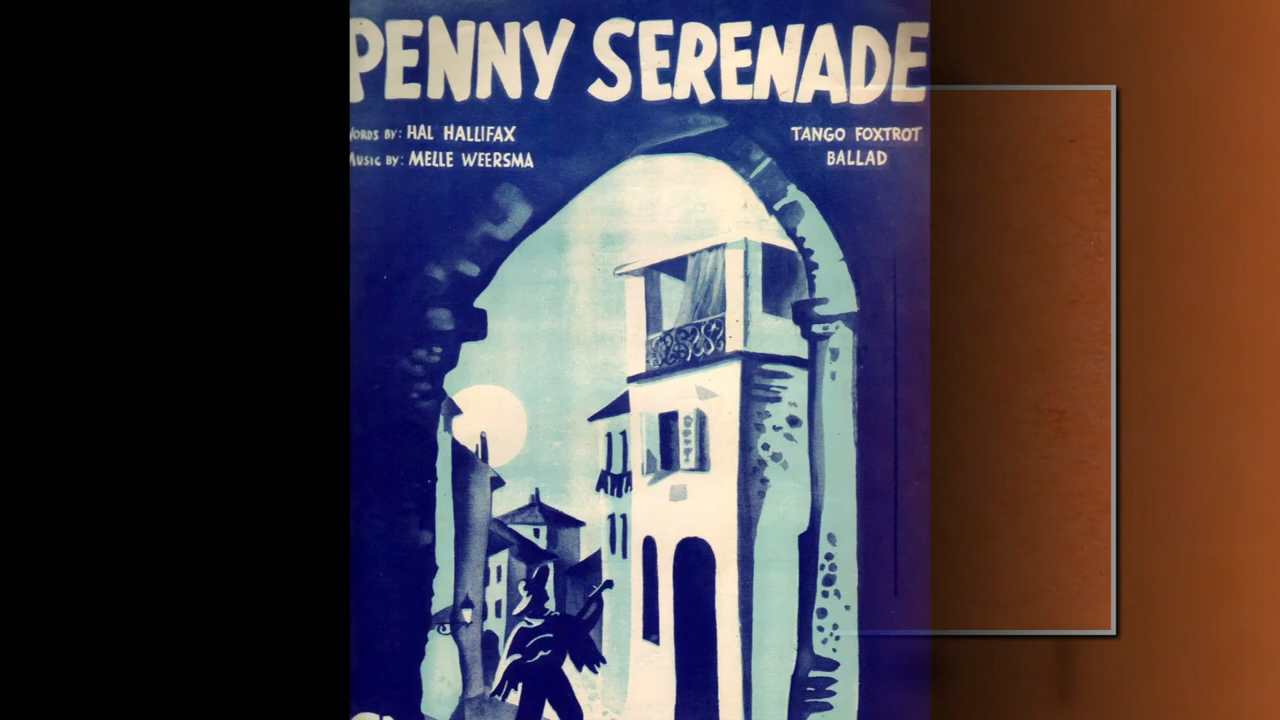 PENNY SERENADE
WORDS BY: HAL HALLIFAX
MUSIC BY: MELLE WEERSMA
TANGO FOXTROT
BALLAD